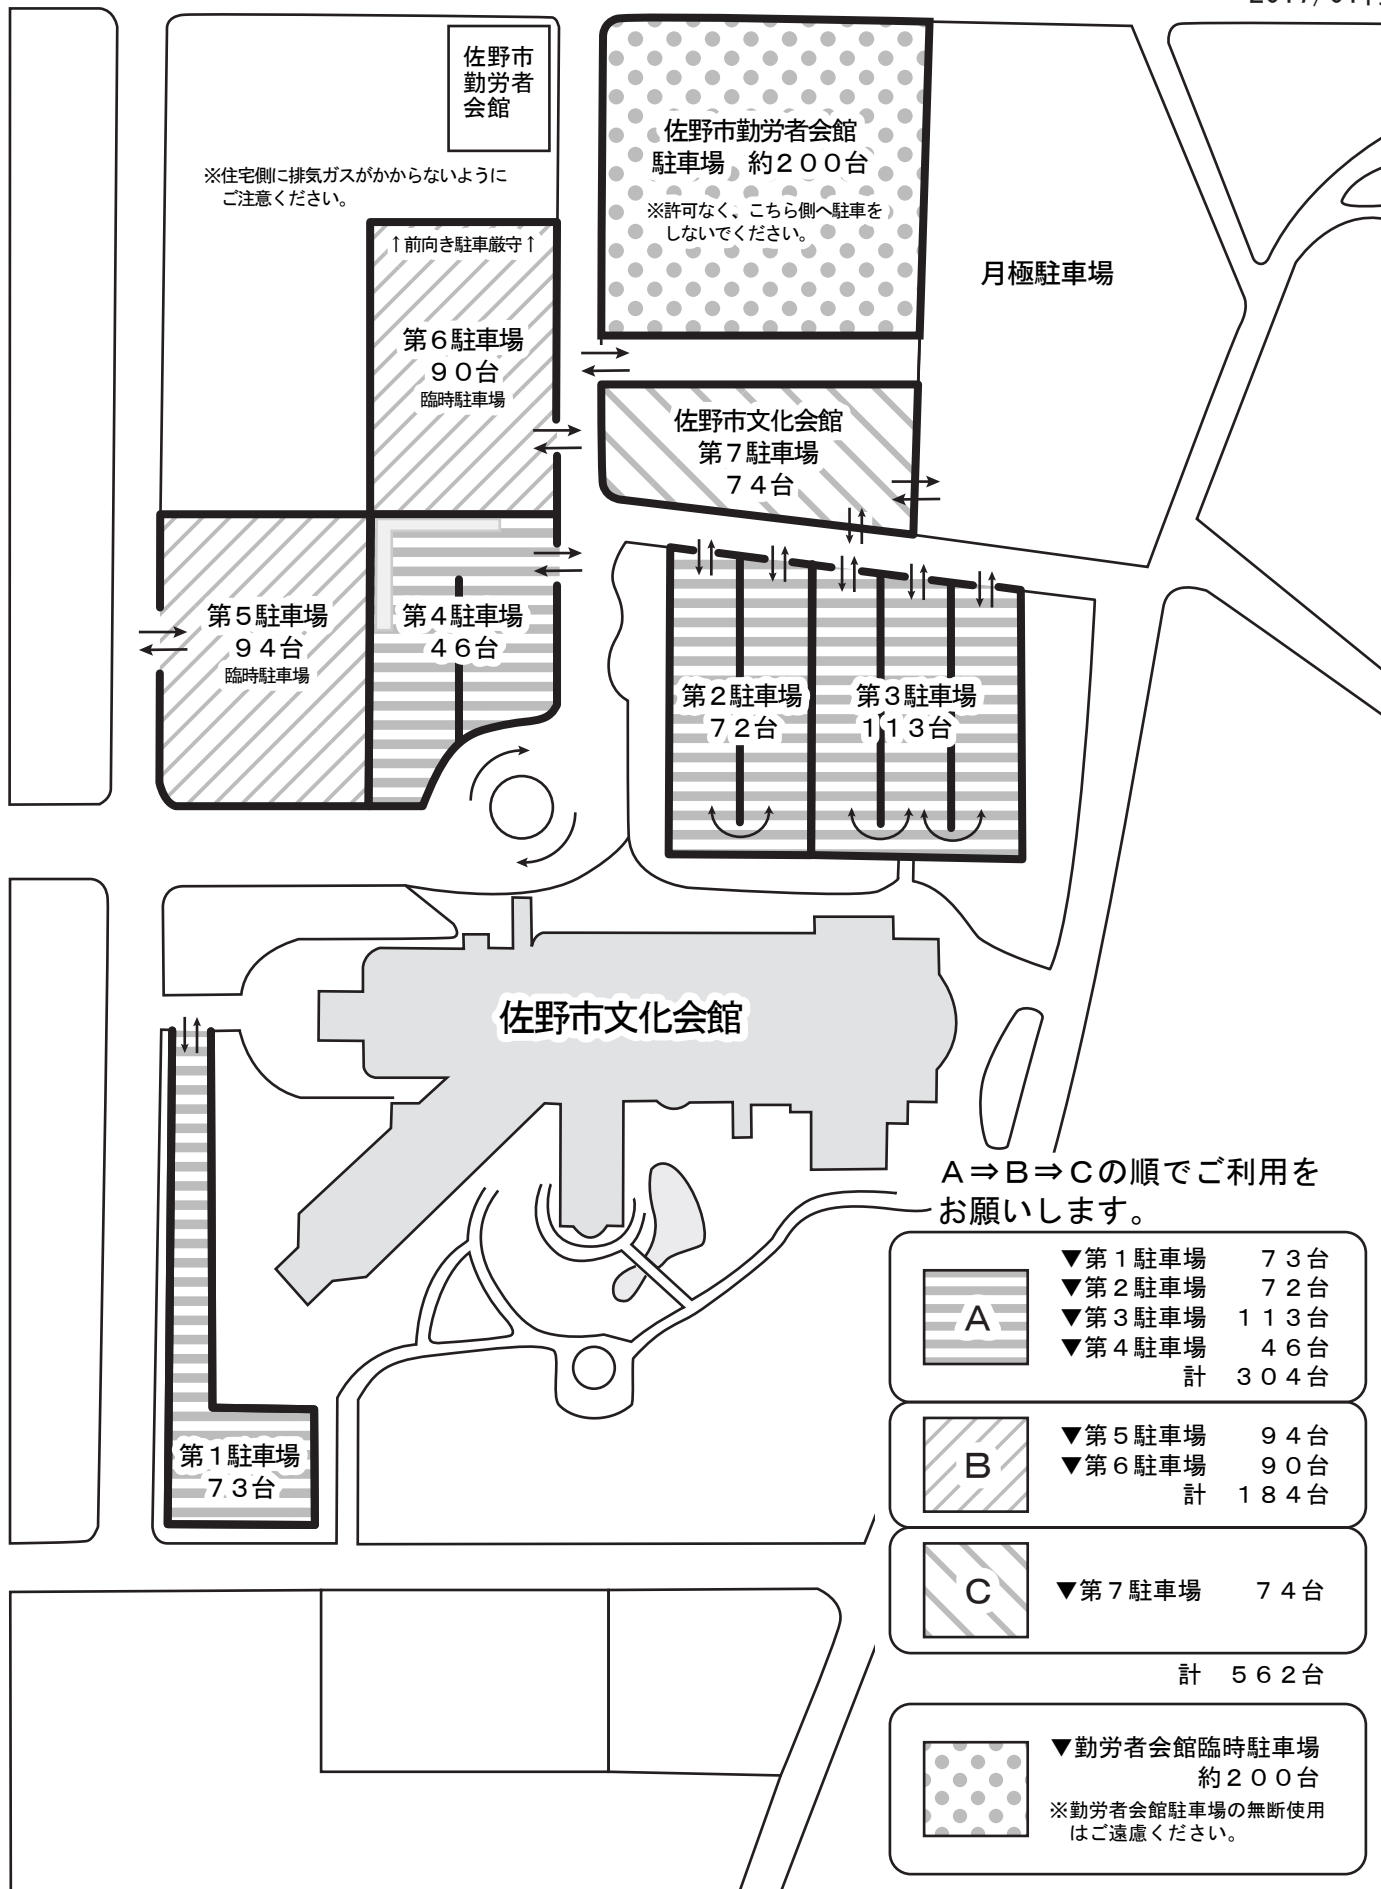 佐野市
勤労者
会館
※住宅側に排気ガスがかからないように
ご注意ください。
佐野市勤労者会館
駐車場　約２００台
※許可なく、こちら側へ駐車を
しないでください。
月極駐車場
↑前向き駐車厳守↑
第６駐車場
９０台
臨時駐車場
佐野市文化会館
第７駐車場
７４台
第５駐車場
９４台
臨時駐車場
第４駐車場
４６台
第２駐車場
７２台
第３駐車場
１１３台
佐野市文化会館
第１駐車場
７３台
Ａ⇒Ｂ⇒Ｃの順でご利用を
お願いします。
A
▼第１駐車場　７３台
▼第２駐車場　７２台
▼第３駐車場　１１３台
▼第４駐車場　４６台
計　３０４台
B
▼第５駐車場　９４台
▼第６駐車場　９０台
計　１８４台
C
▼第７駐車場　７４台
計　５６２台
▼勤労者会館臨時駐車場
約２００台
※勤労者会館駐車場の無断使用
はご遠慮ください。